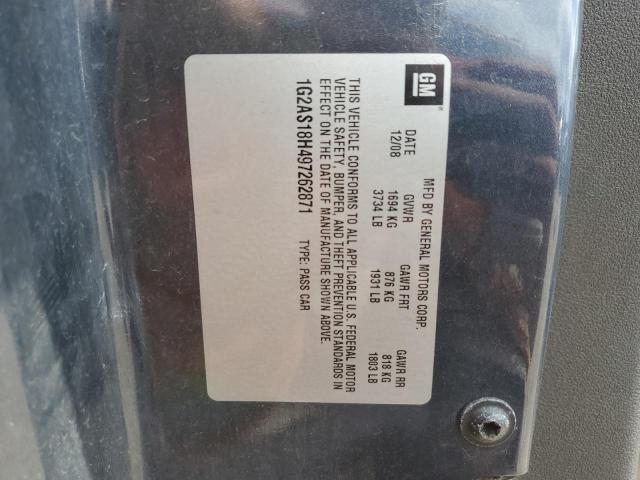 GM
MFD BY GENERAL MOTORS CORP.
DATE GVWR GAWR FRT GAWR RR
12/08 1694 KG 876 KG 818 KG
3734 LB 1931 LB 1803 LB
THIS VEHICLE CONFORMS TO ALL APPLICABLE U.S. FEDERAL MOTOR
VEHICLE SAFETY, BUMPER, AND THEFT PREVENTION STANDARDS IN
EFFECT ON THE DATE OF MANUFACTURE SHOWN ABOVE.
1G2AS18H497262871 TYPE: PASS CAR